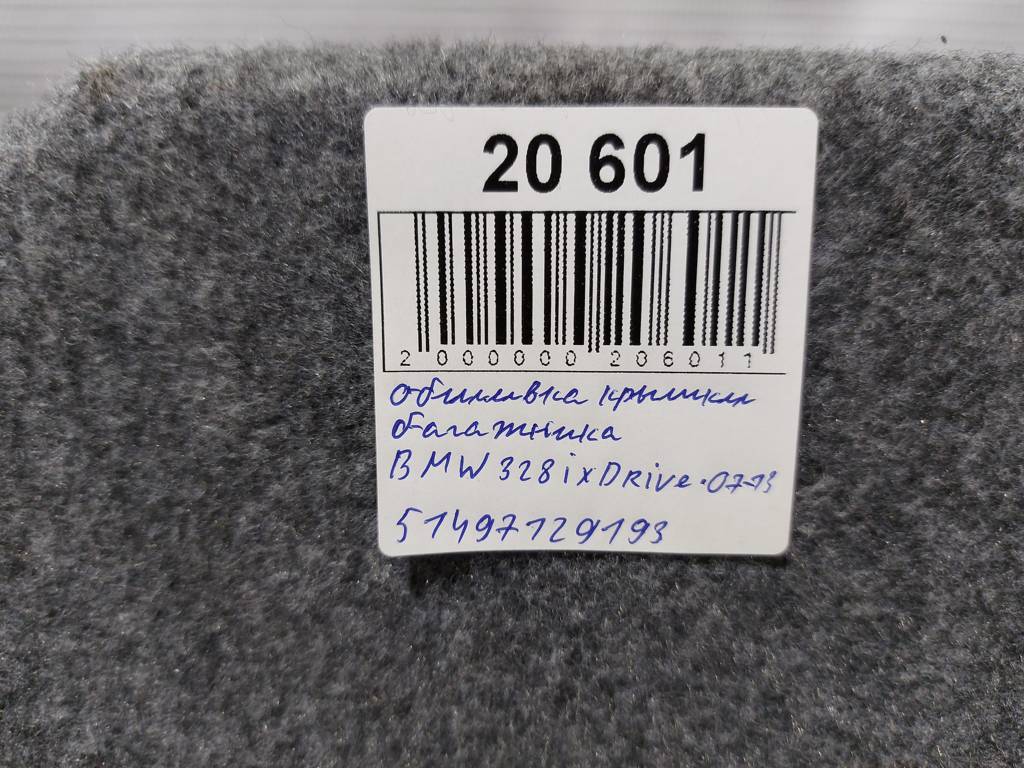 20 601
2 000000 206011
Обшивка крышки
багажника
BMW 328ixDrive·07-13
51497129193